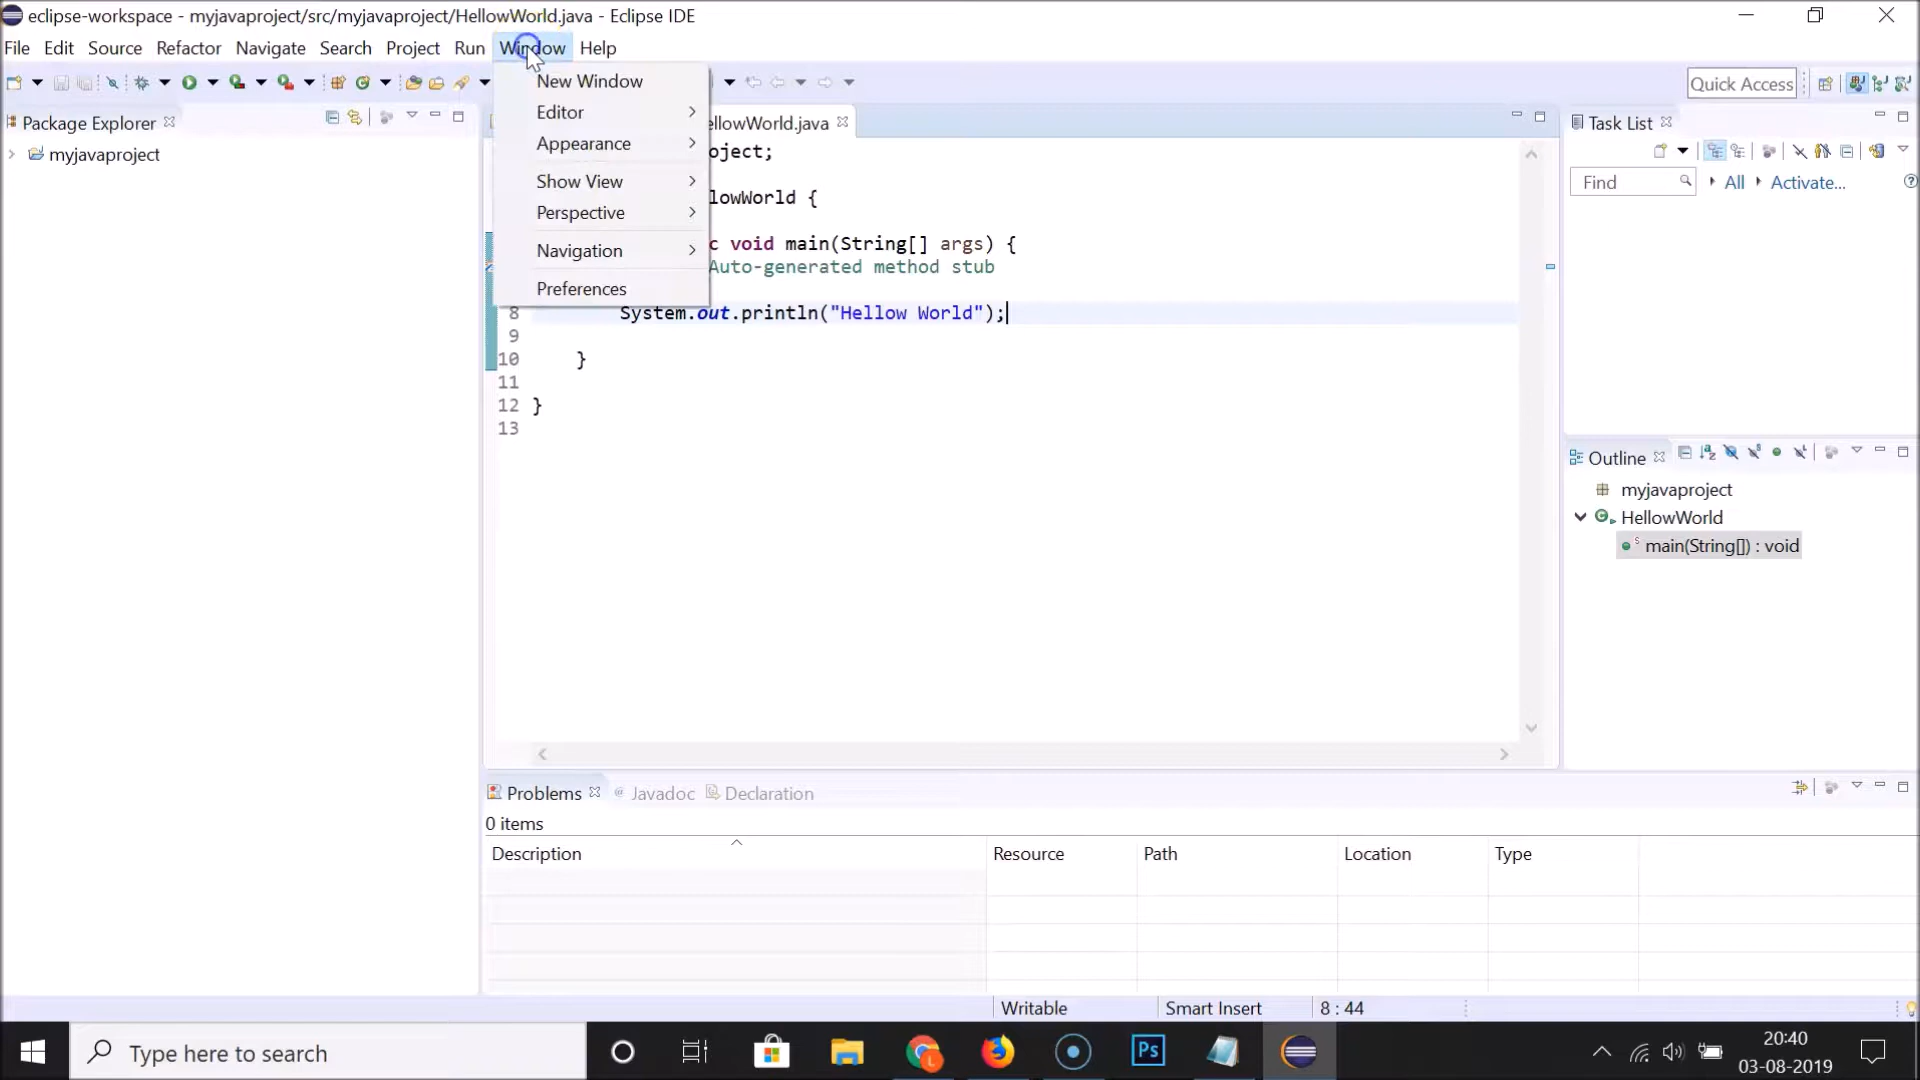 eclipse-workspace - myjavaproject/src/myjavaproject/HellowWorld.java - Eclipse IDE
File Edit Source Refactor Navigate Search Project Run Window Help
Quick Access
New Window
Editor
Appearance
Show View
Perspective
Navigation
Preferences
Package Explorer
myjavaproject
ellowWorld.java
oject;
lowWorld {
c void main(String[] args) {
Auto-generated method stub
8 System.out.println("Hellow World");
9
10 }
11
12 }
13
Task List
Find All Activate...
Outline
myjavaproject
HellowWorld
main(String[]) : void
Problems @ Javadoc Declaration
0 items
Description Resource Path Location Type
Writable Smart Insert 8 : 44
Type here to search
Ps
20:40
03-08-2019